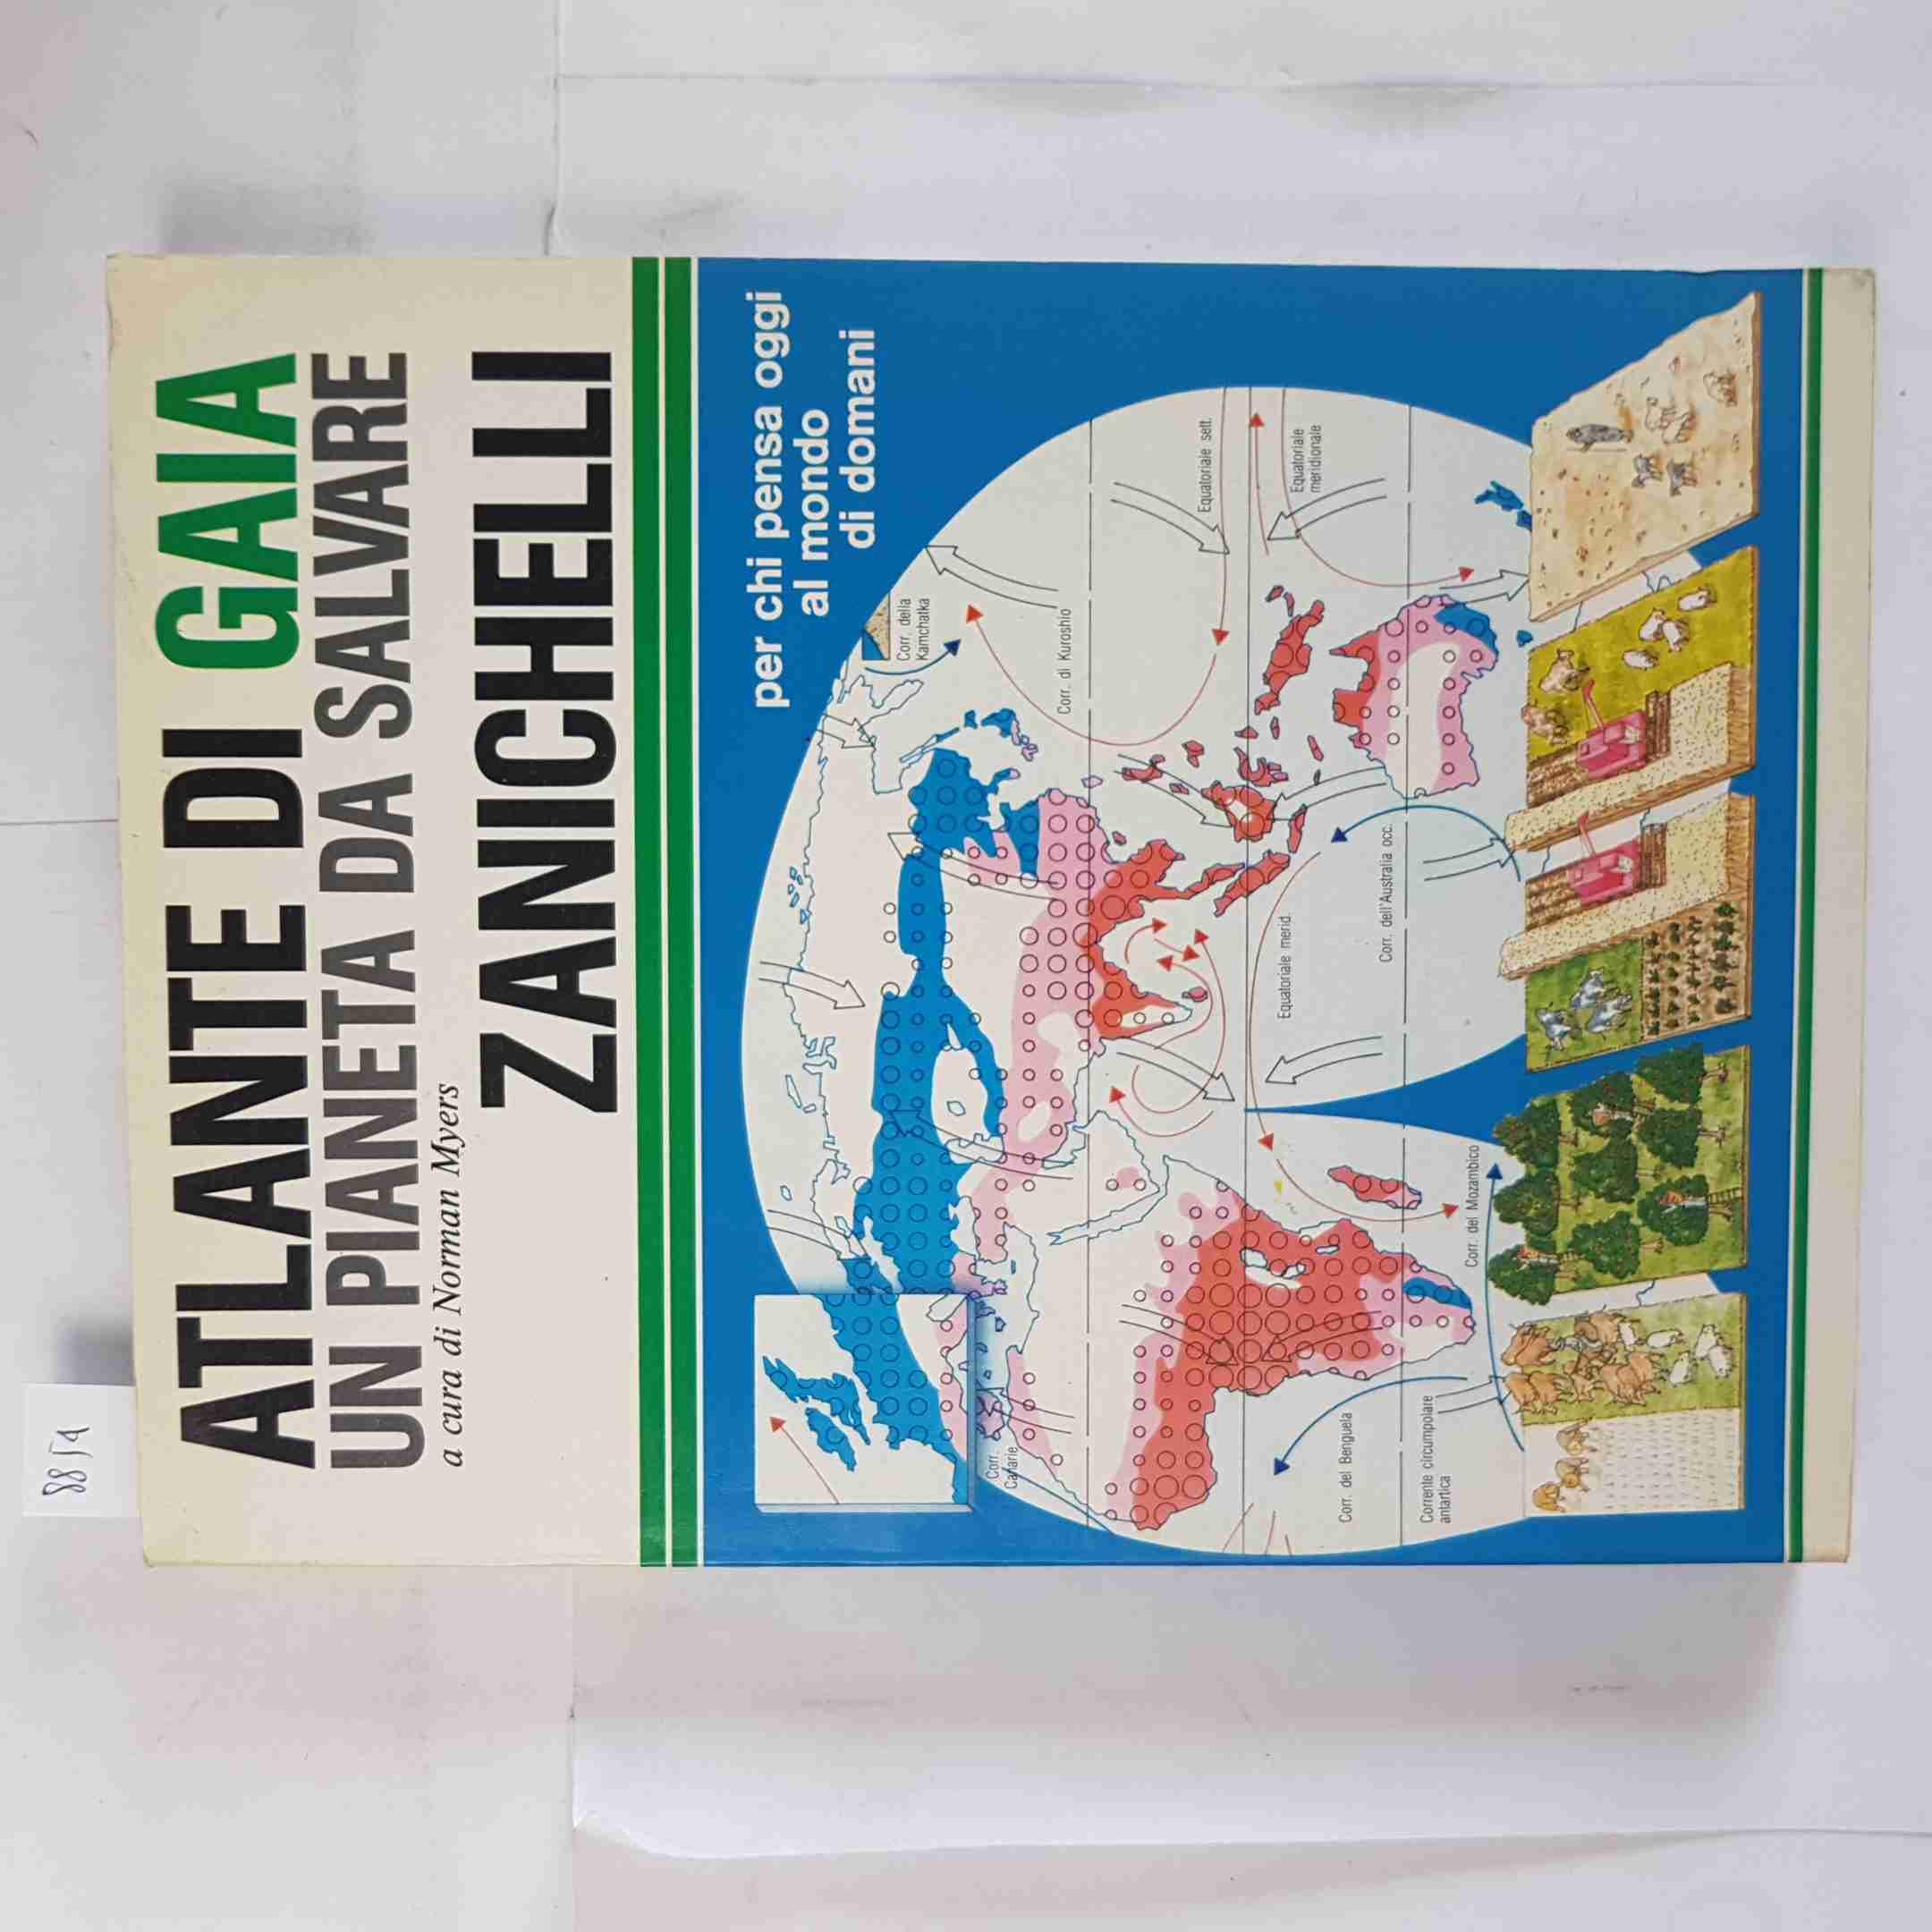 ATLANTE DI GAIA
UN PIANETA DA SALVARE
a cura di Norman Myers
ZANICHELLI
per chi pensa oggi
al mondo
di domani
Corr. della
Kamchatka
Corr. di Kuroshio
Equatoriale sett.
Equatoriale
meridionale
Corr.
Canarie
Equatoriale merid.
Corr. dell'Australia occ.
Corr. del Benguela
Corrente circumpolare
antartica
Corr. del Mozambico